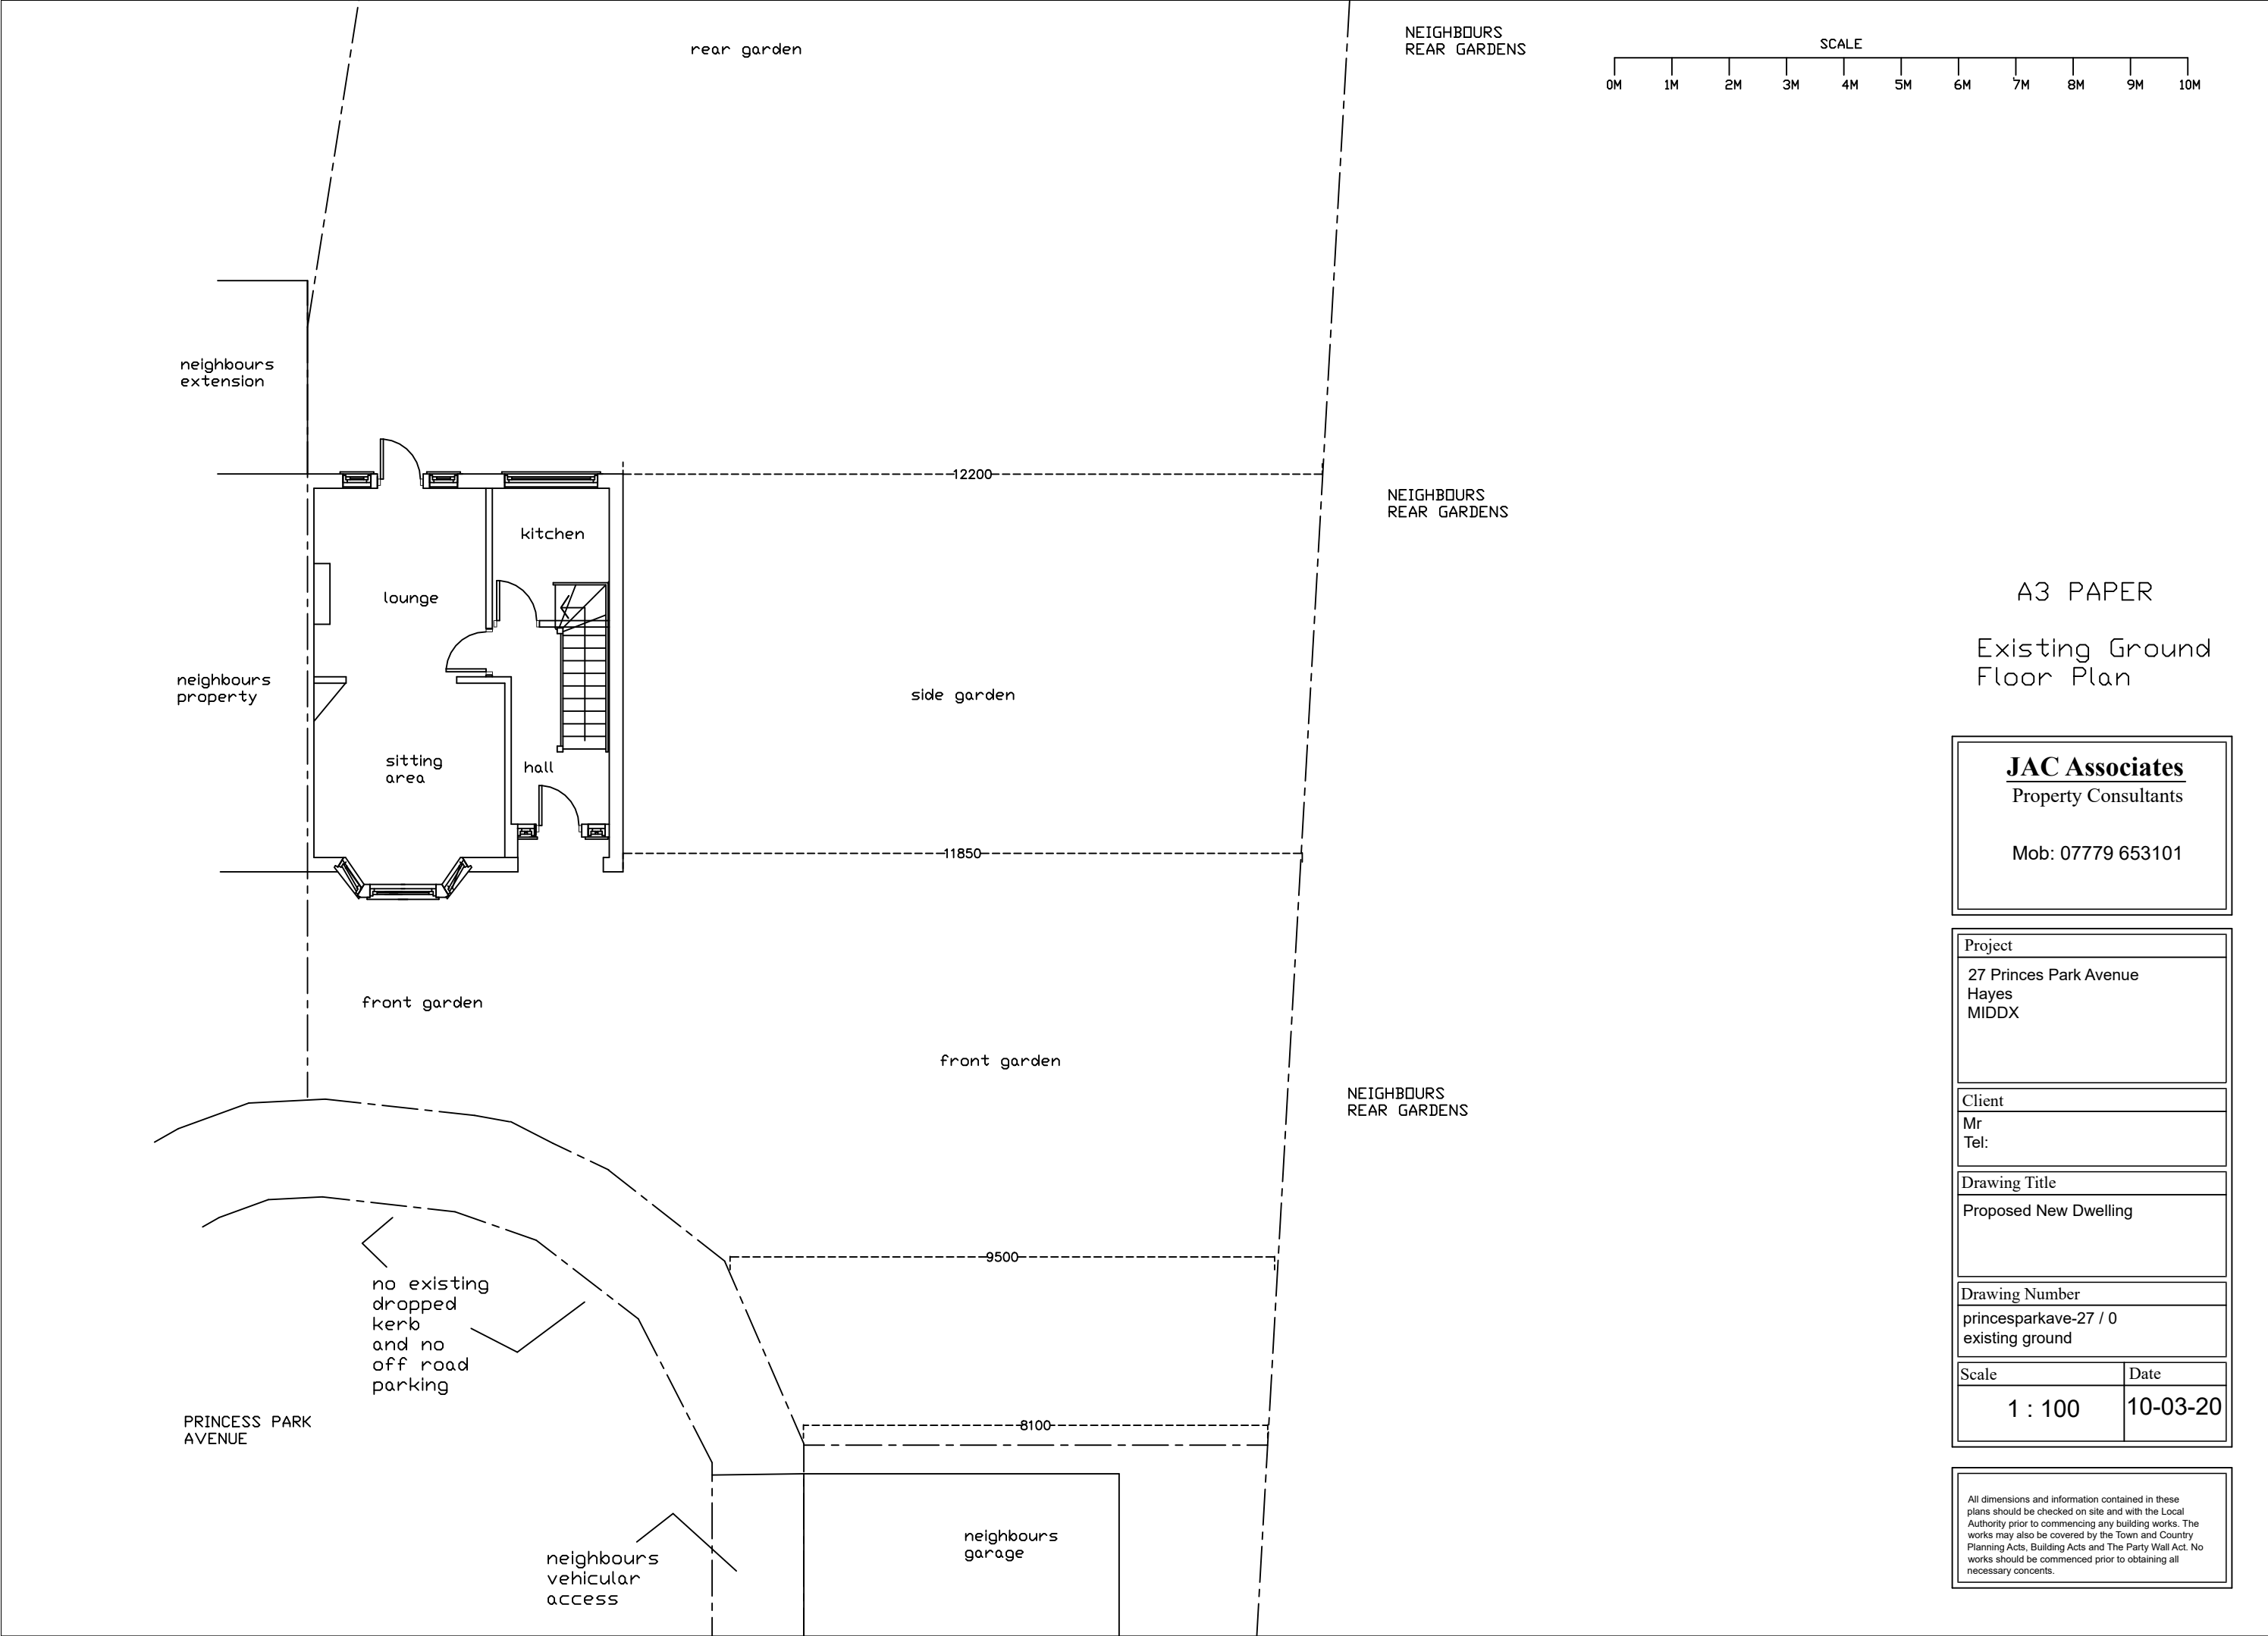 rear garden
NEIGHBOURS
REAR GARDENS
SCALE
0M 1M 2M 3M 4M 5M 6M 7M 8M 9M 10M
neighbours
extension
12200
NEIGHBOURS
REAR GARDENS
kitchen
lounge
neighbours
property
side garden
sitting
area
hall
11850
front garden
front garden
NEIGHBOURS
REAR GARDENS
9500
no existing
dropped
kerb
and no
off road
parking
PRINCESS PARK
AVENUE
8100
neighbours
garage
neighbours
vehicular
access
A3 PAPER
Existing Ground
Floor Plan
JAC Associates
Property Consultants
Mob: 07779 653101
Project
27 Princes Park Avenue
Hayes
MIDDX
Client
Mr
Tel:
Drawing Title
Proposed New Dwelling
Drawing Number
princesparkave-27 / 0
existing ground
Scale Date
1 : 100 10-03-20
All dimensions and information contained in these
plans should be checked on site and with the Local
Authority prior to commencing any building works. The
works may also be covered by the Town and Country
Planning Acts, Building Acts and The Party Wall Act. No
works should be commenced prior to obtaining all
necessary concents.